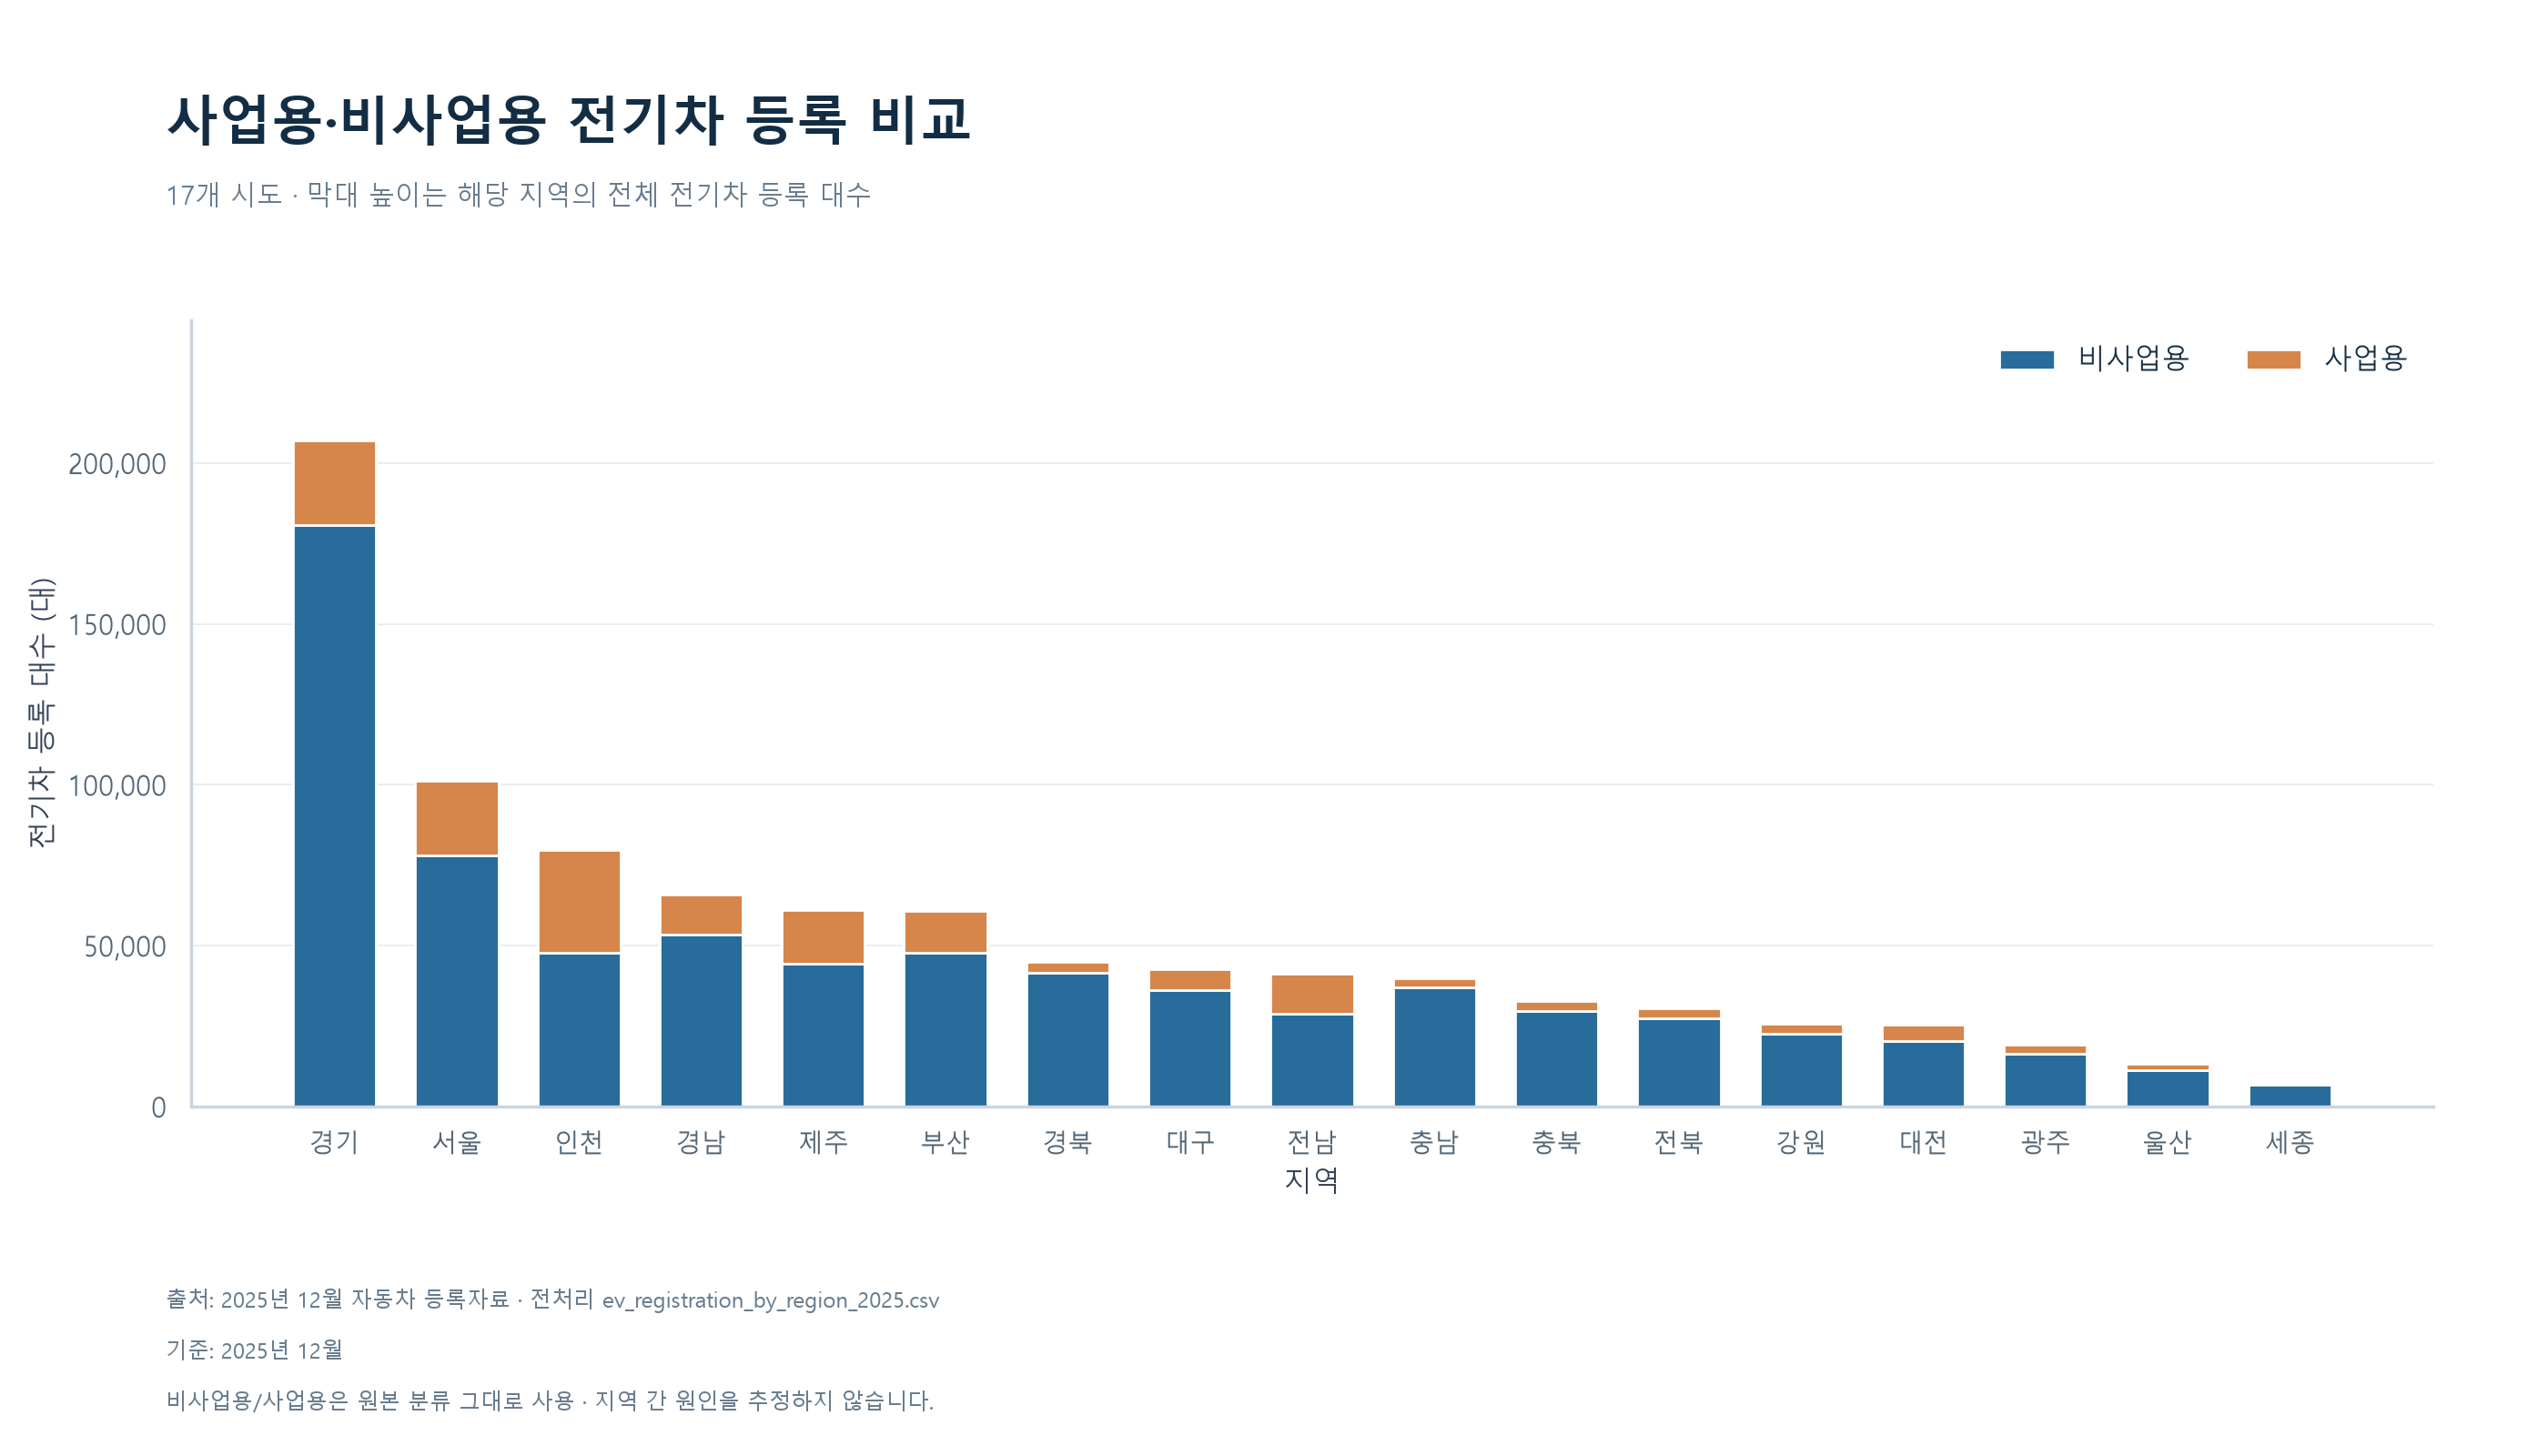 사업용·비사업용 전기차 등록 비교
17개 시도 · 막대 높이는 해당 지역의 전체 전기차 등록 대수
비사업용
사업용
전기차 등록 대수 (대)
200,000
150,000
100,000
50,000
0
경기 서울 인천 경남 제주 부산 경북 대구 전남 충남 충북 전북 강원 대전 광주 울산 세종
지역
출처: 2025년 12월 자동차 등록자료 · 전처리 ev_registration_by_region_2025.csv
기준: 2025년 12월
비사업용/사업용은 원본 분류 그대로 사용 · 지역 간 원인을 추정하지 않습니다.